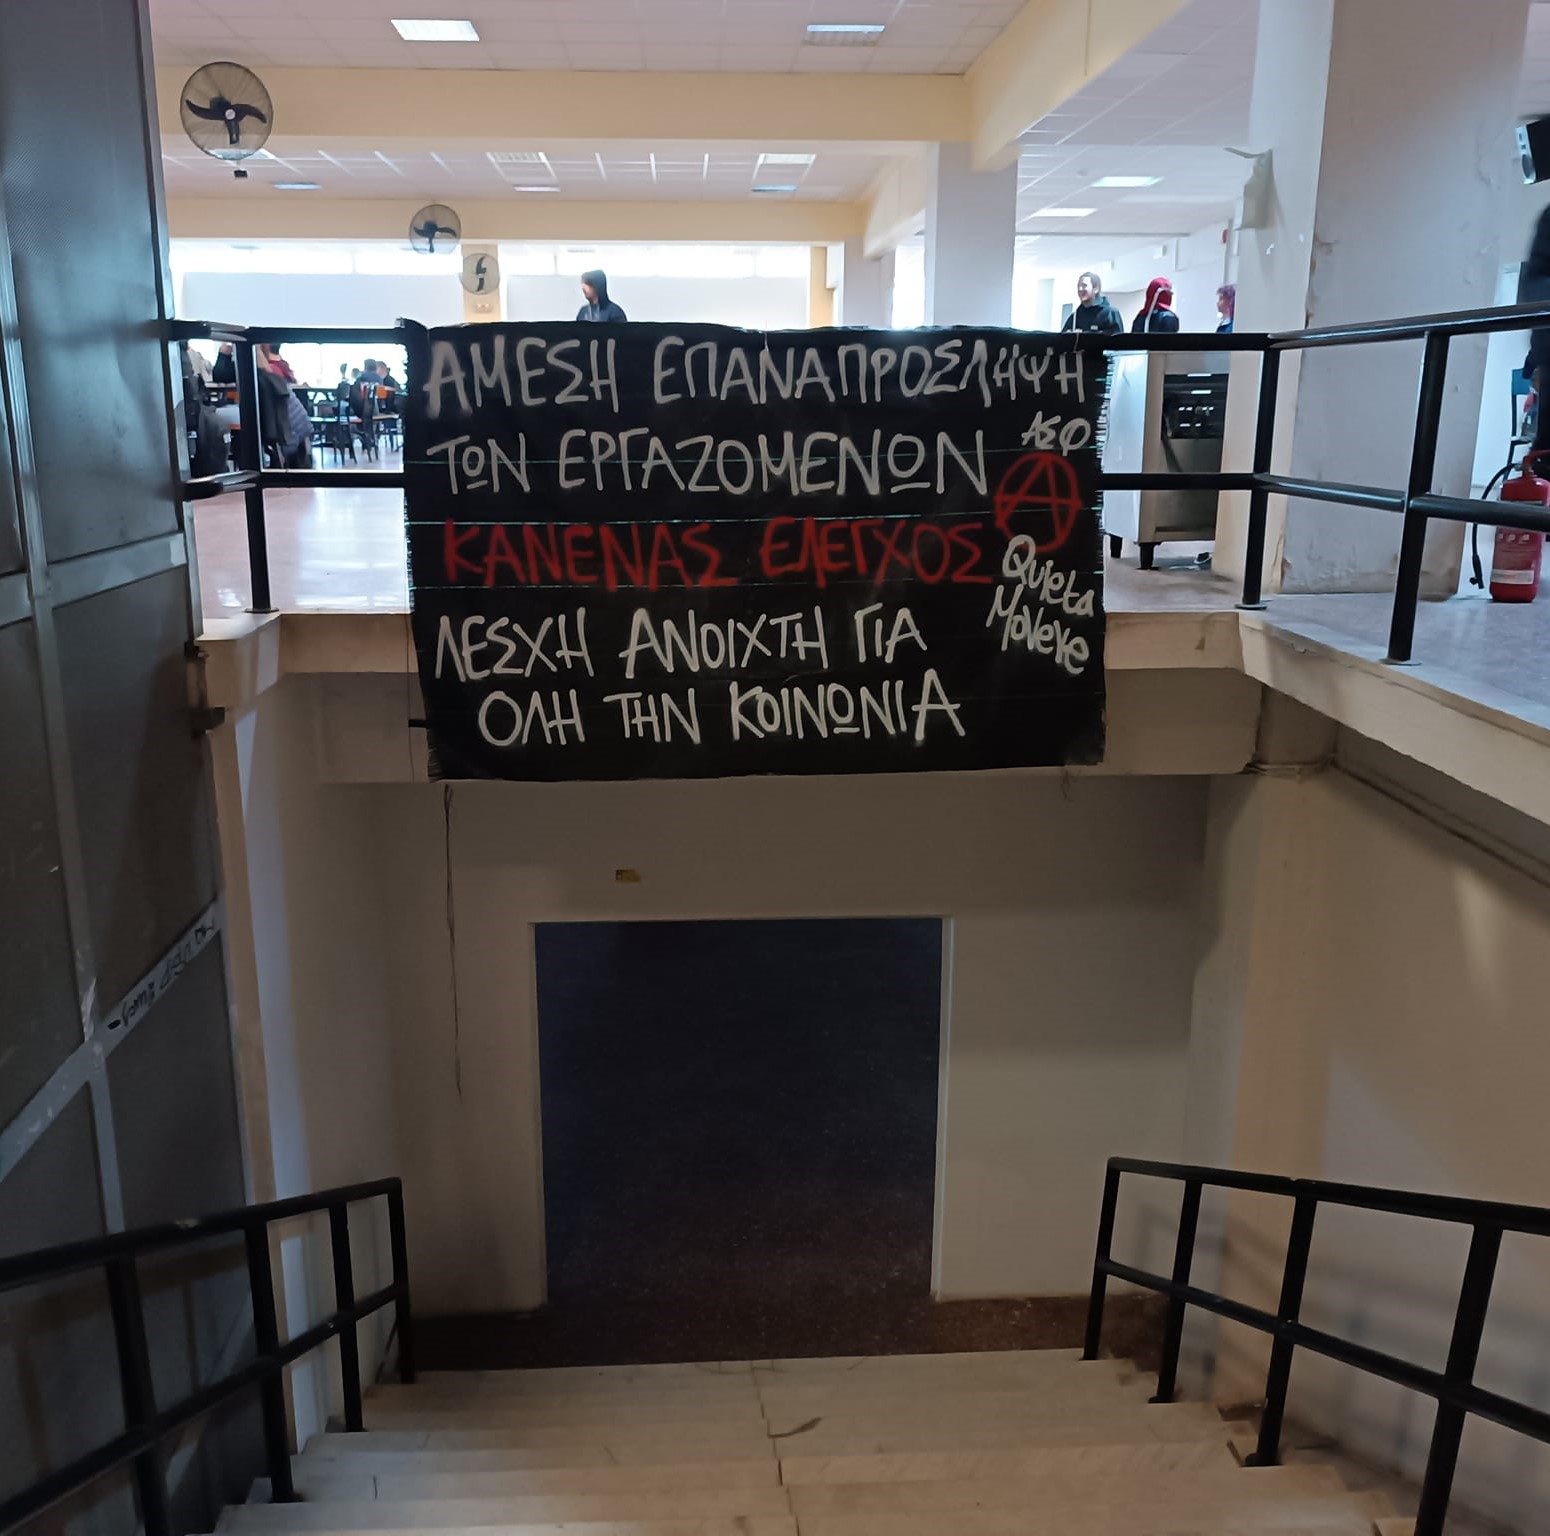 ΑΜΕΣΗ ΕΠΑΝΑΠΡΟΣΛΗΨΗ
ΤΩΝ ΕΡΓΑΖΟΜΕΝΩΝ
ΑΣΦ
ΚΑΝΕΝΑΣ ΕΛΕΓΧΟΣ
Quieta
Movere
ΛΕΣΧΗ ΑΝΟΙΧΤΗ ΓΙΑ
ΟΛΗ ΤΗΝ ΚΟΙΝΩΝΙΑ